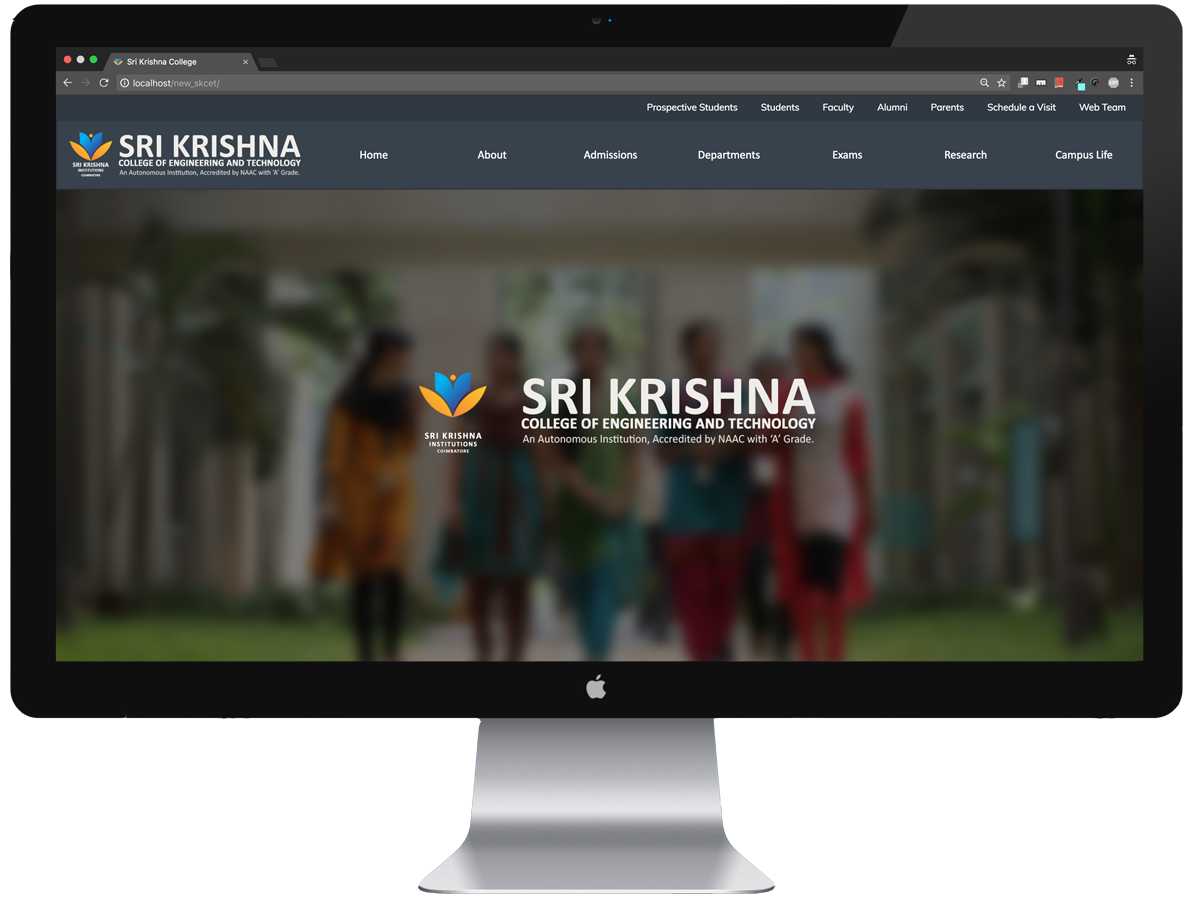 Sri Krishna College
localhost/new_skcet/
Prospective Students Students Faculty Alumni Parents Schedule a Visit Web Team
SRI KRISHNA
INSTITUTIONS
COIMBATORE
SRI KRISHNA
COLLEGE OF ENGINEERING AND TECHNOLOGY
An Autonomous Institution, Accredited by NAAC with ‘A’ Grade.
Home About Admissions Departments Exams Research Campus Life
SRI KRISHNA
INSTITUTIONS
COIMBATORE
SRI KRISHNA
COLLEGE OF ENGINEERING AND TECHNOLOGY
An Autonomous Institution, Accredited by NAAC with ‘A’ Grade.